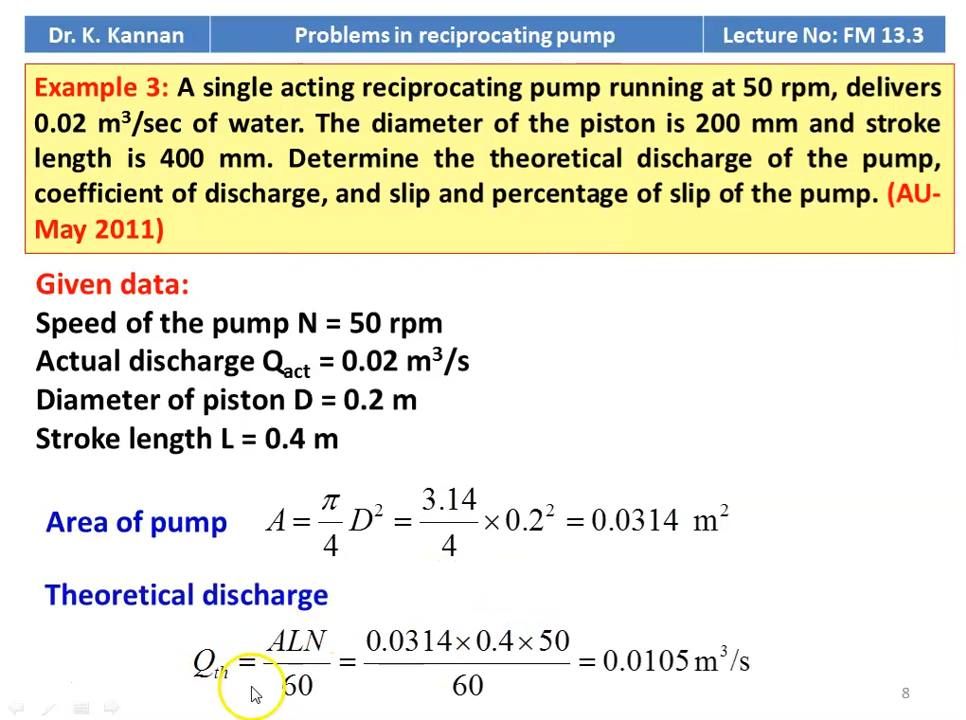 Dr. K. Kannan Problems in reciprocating pump Lecture No: FM 13.3
Example 3: A single acting reciprocating pump running at 50 rpm, delivers
0.02 m³/sec of water. The diameter of the piston is 200 mm and stroke
length is 400 mm. Determine the theoretical discharge of the pump,
coefficient of discharge, and slip and percentage of slip of the pump. (AU-
May 2011)
Given data:
Speed of the pump N = 50 rpm
Actual discharge Q_act = 0.02 m³/s
Diameter of piston D = 0.2 m
Stroke length L = 0.4 m
Area of pump A = π/4 D² = 3.14/4 × 0.2² = 0.0314 m²
Theoretical discharge
Q_th = ALN/60 = 0.0314 × 0.4 × 50/60 = 0.0105 m³/s
8